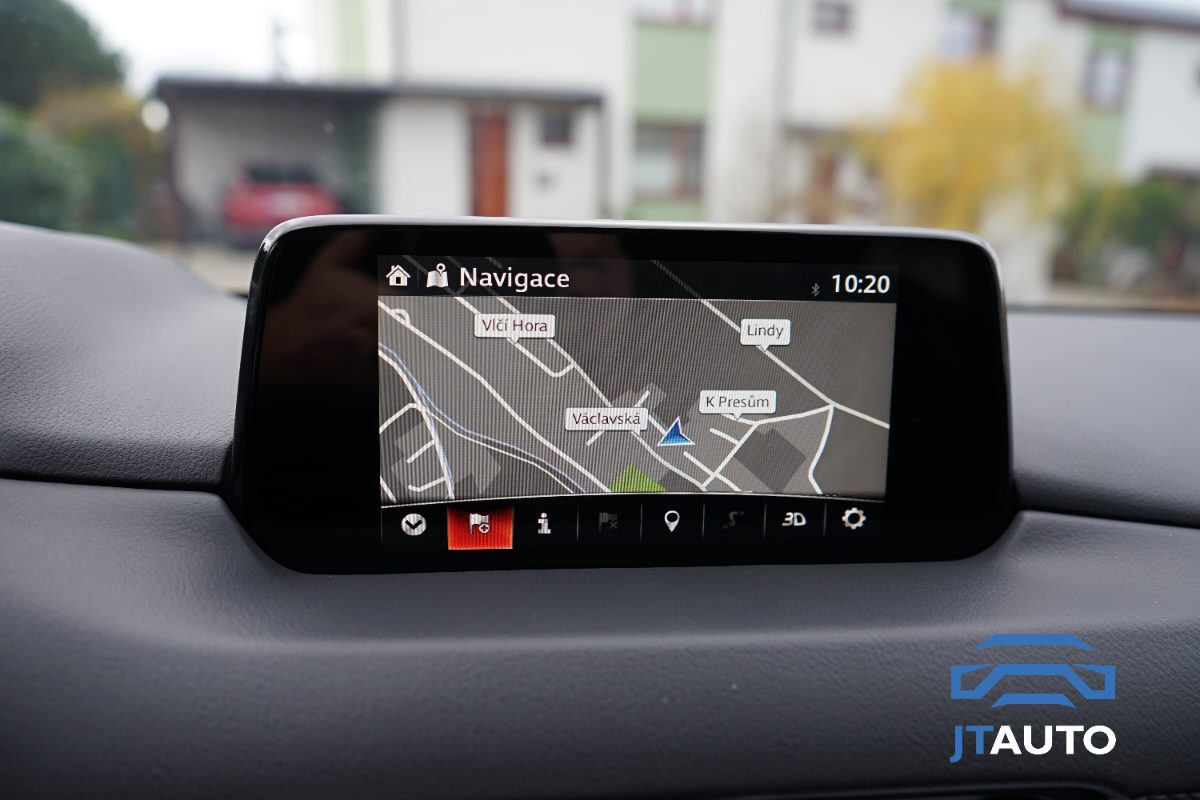 Navigace
10:20
Vlčí Hora
Lindy
K Presům
Václavská
3D
JTAUTO